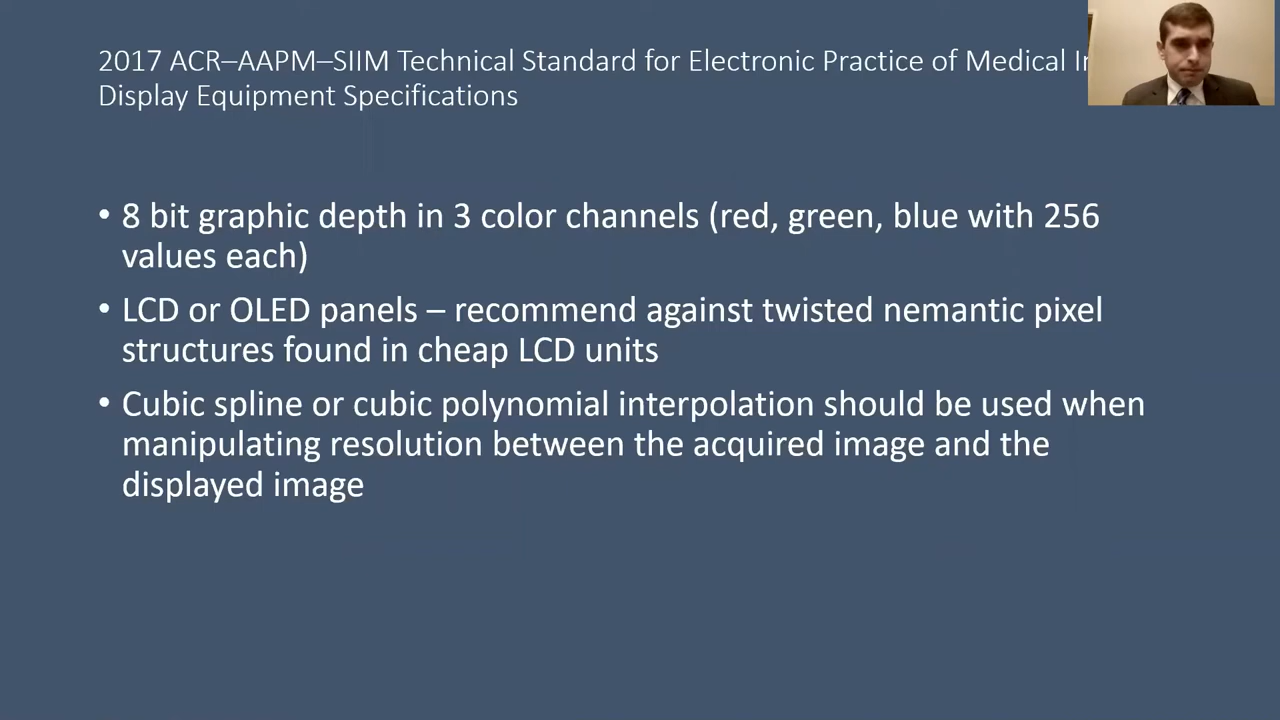 2017 ACR–AAPM–SIIM Technical Standard for Electronic Practice of Medical
Display Equipment Specifications
• 8 bit graphic depth in 3 color channels (red, green, blue with 256
values each)
• LCD or OLED panels – recommend against twisted nemantic pixel
structures found in cheap LCD units
• Cubic spline or cubic polynomial interpolation should be used when
manipulating resolution between the acquired image and the
displayed image